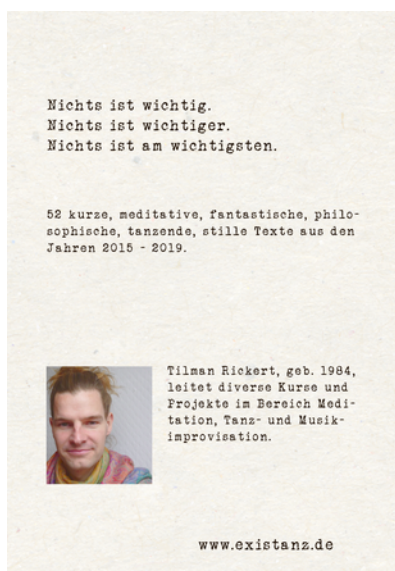 Nichts ist wichtig.
Nichts ist wichtiger.
Nichts ist am wichtigsten.
52 kurze, meditative, fantastische, philo-
sophische, tanzende, stille Texte aus den
Jahren 2015 - 2019.
Tilman Rickert, geb. 1984,
leitet diverse Kurse und
Projekte im Bereich Medi-
tation, Tanz- und Musik-
improvisation.
www.existanz.de